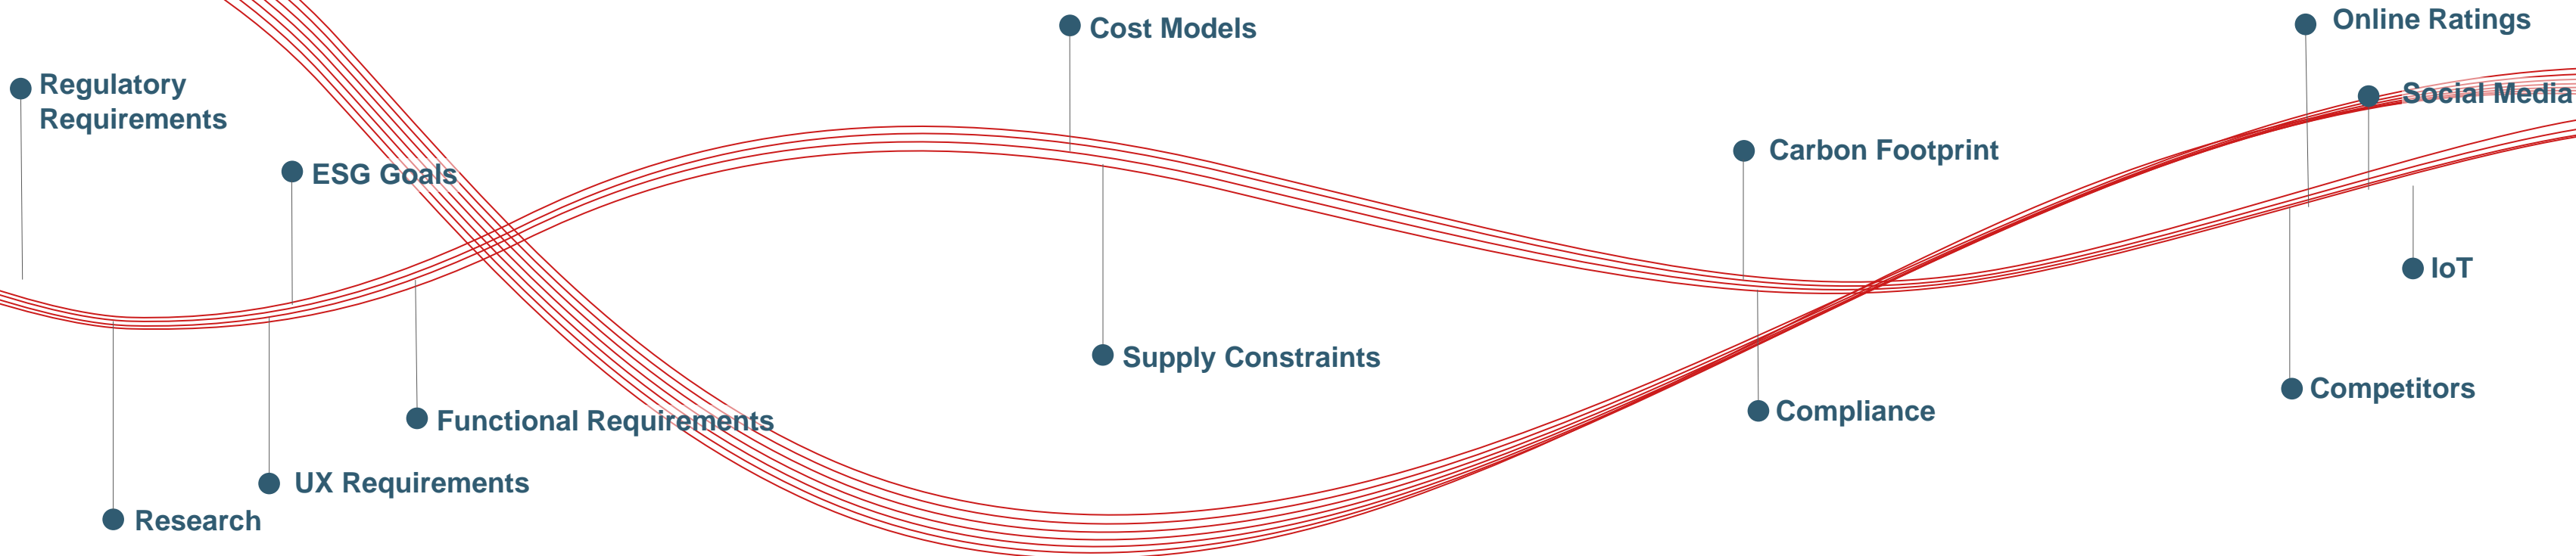 Regulatory
Requirements
ESG Goals
Cost Models
Online Ratings
Social Media
Carbon Footprint
IoT
Supply Constraints
Competitors
Compliance
Functional Requirements
UX Requirements
Research